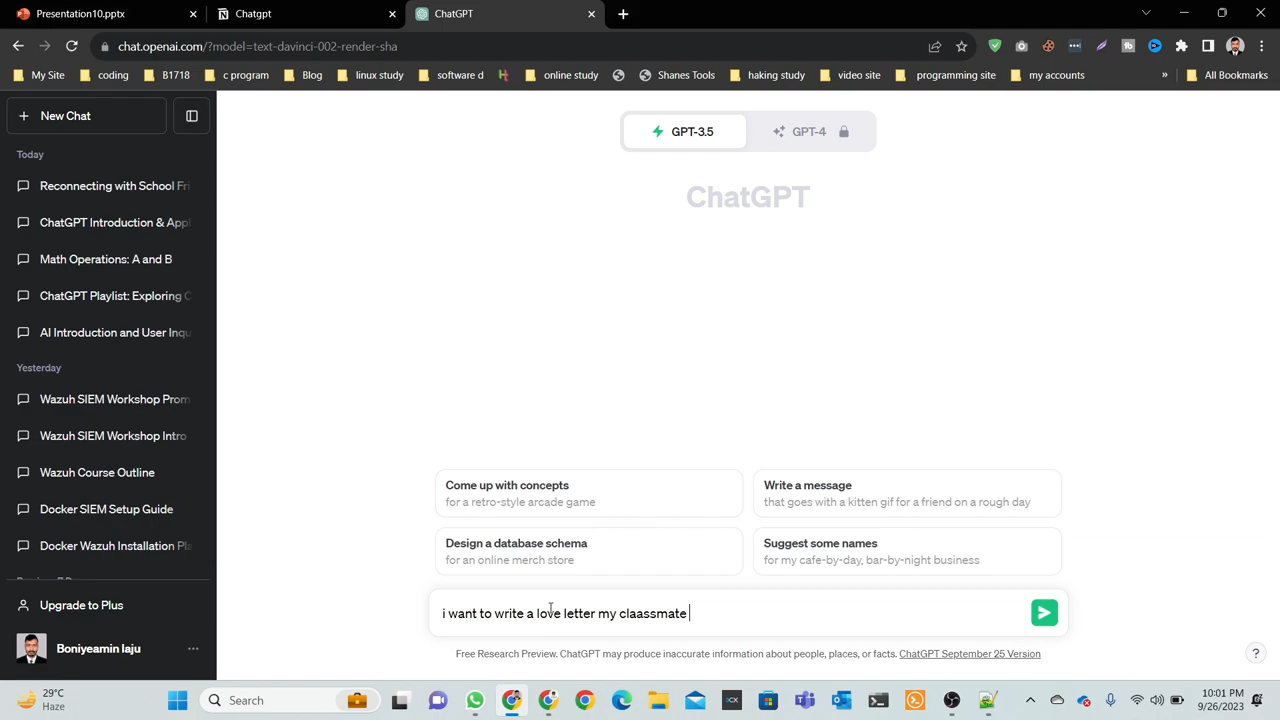 Presentation10.pptx
Chatgpt
ChatGPT
chat.openai.com/?model=text-davinci-002-render-sha
My Site
coding
B1718
c program
Blog
linux study
software d
online study
Shanes Tools
haking study
video site
programming site
my accounts
»
All Bookmarks
New Chat
GPT-3.5
GPT-4
ChatGPT
Today
Reconnecting with School Fri
ChatGPT Introduction & Appl
Math Operations: A and B
ChatGPT Playlist: Exploring C
AI Introduction and User Inqu
Yesterday
Wazuh SIEM Workshop Prom
Wazuh SIEM Workshop Intro
Wazuh Course Outline
Docker SIEM Setup Guide
Docker Wazuh Installation Pla
Upgrade to Plus
Boniyeamin laju
Come up with concepts
for a retro-style arcade game
Write a message
that goes with a kitten gif for a friend on a rough day
Design a database schema
for an online merch store
Suggest some names
for my cafe-by-day, bar-by-night business
i want to write a love letter my claassmate
Free Research Preview. ChatGPT may produce inaccurate information about people, places, or facts. ChatGPT September 25 Version
?
29°C
Haze
Search
10:01 PM
9/26/2023